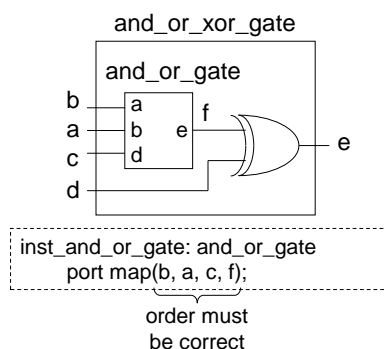 and_or_xor_gate
and_or_gate
b
a
c
d
a
b
d
e
f
e
inst_and_or_gate: and_or_gate
port map(b, a, c, f);
order must
be correct